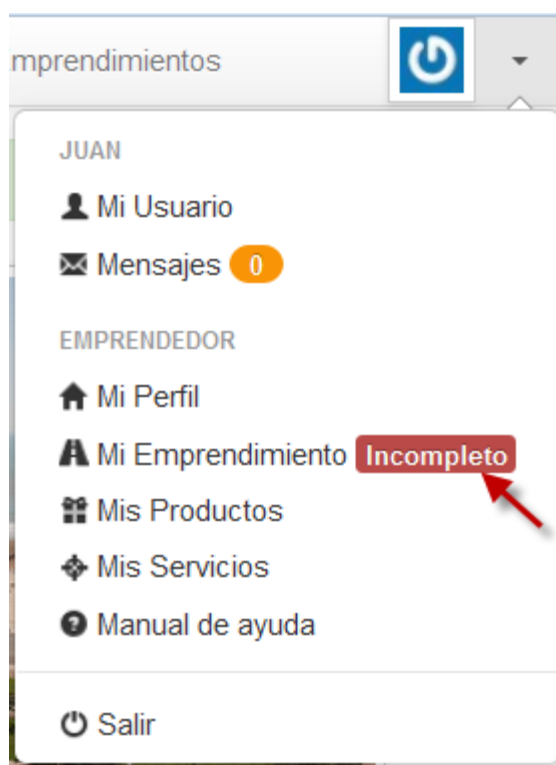 mprendimientos
JUAN
Mi Usuario
Mensajes 0
EMPRENDEDOR
Mi Perfil
Mi Emprendimiento Incompleto
Mis Productos
Mis Servicios
Manual de ayuda
Salir